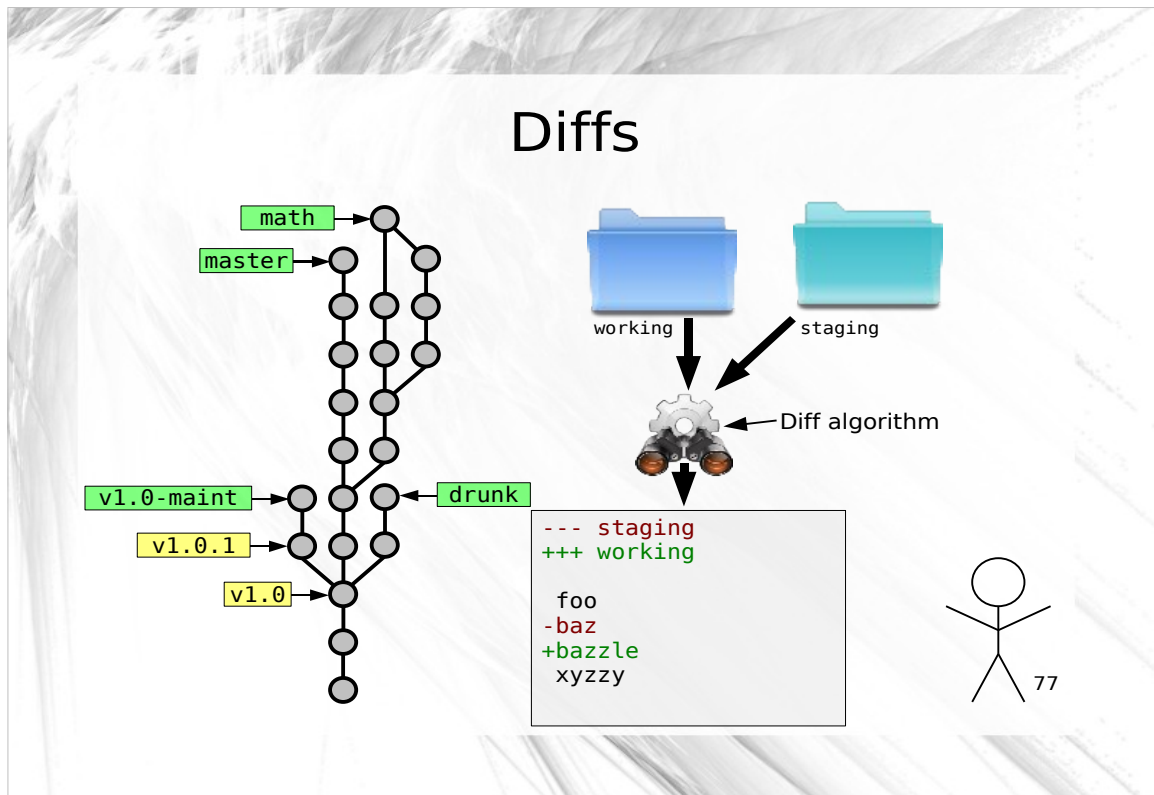 Diffs
math
master
v1.0-maint
drunk
v1.0.1
v1.0
working
staging
Diff algorithm
--- staging
+++ working
 foo
-baz
+bazzle
 xyzzy
77